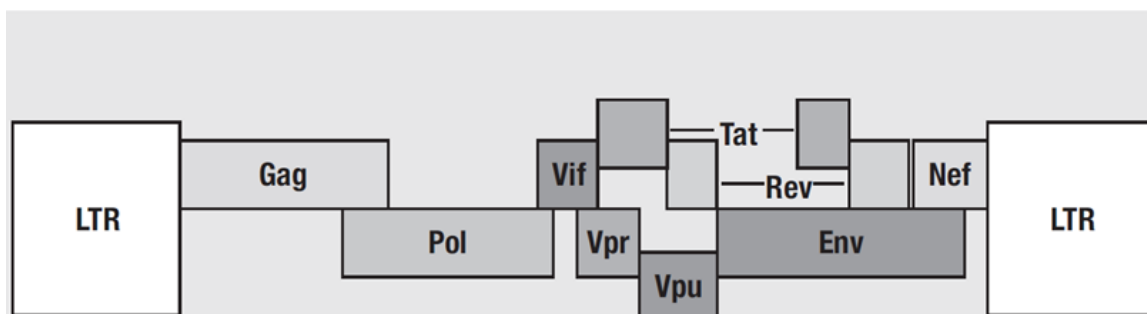 LTR
Gag
Pol
Vif
Vpr
Vpu
Tat
Rev
Env
Nef
LTR